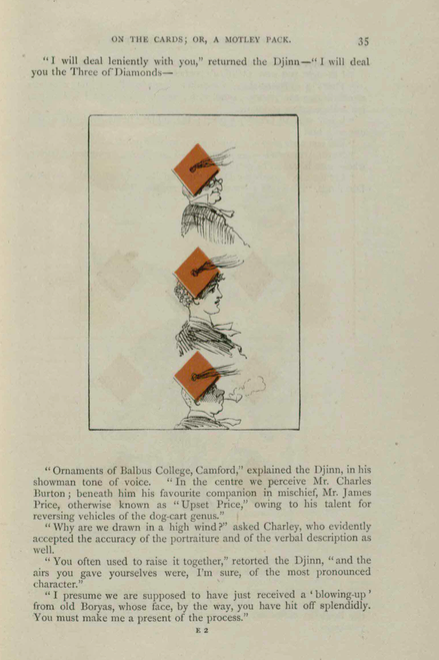 ON THE CARDS; OR, A MOTLEY PACK. 35
"I will deal leniently with you," returned the Djinn—"I will deal
you the Three of Diamonds—
"Ornaments of Balbus College, Camford," explained the Djinn, in his
showman tone of voice. "In the centre we perceive Mr. Charles
Burton; beneath him his favourite companion in mischief, Mr. James
Price, otherwise known as "Upset Price," owing to his talent for
reversing vehicles of the dog-cart genus."
"Why are we drawn in a high wind?" asked Charley, who evidently
accepted the accuracy of the portraiture and of the verbal description as
well.
"You often used to raise it together," retorted the Djinn, "and the
airs you gave yourselves were, I'm sure, of the most pronounced
character."
"I presume we are supposed to have just received a 'blowing-up'
from old Boryas, whose face, by the way, you have hit off splendidly.
You must make me a present of the process."
E 2